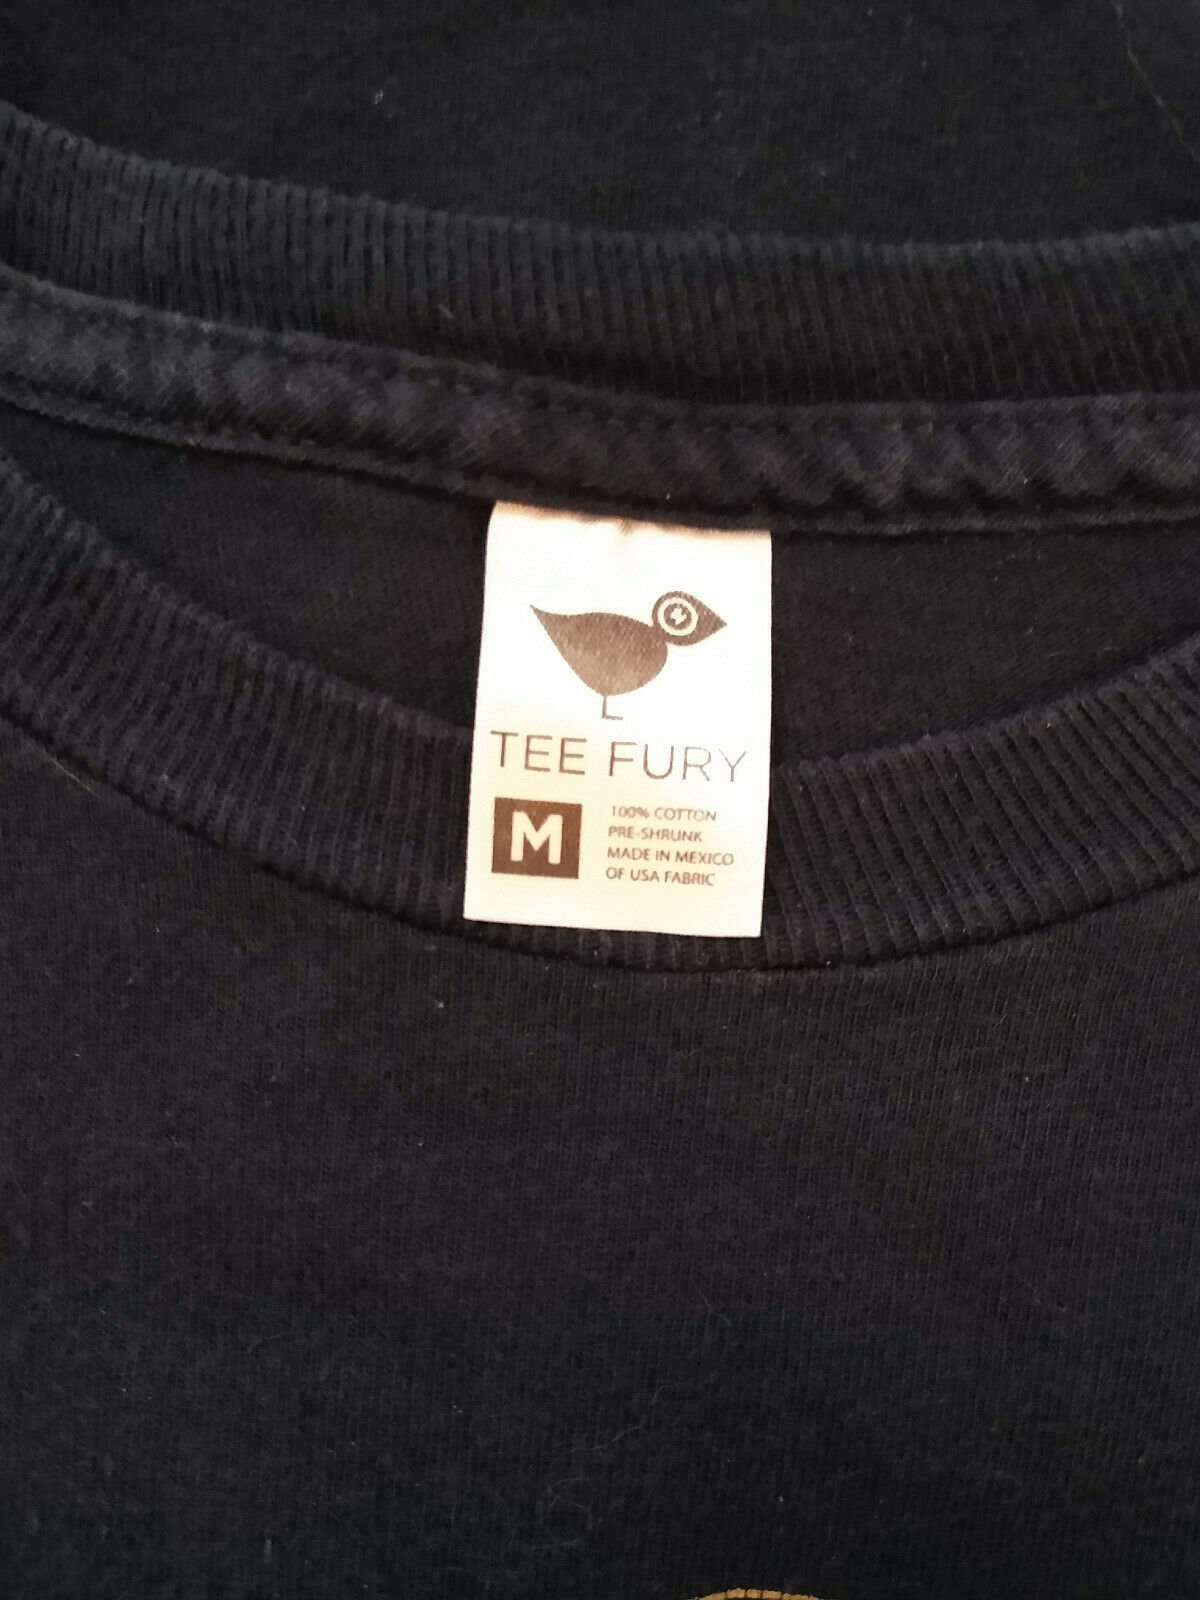 TEE FURY
M
100% COTTON
PRE-SHRUNK
MADE IN MEXICO
OF USA FABRIC